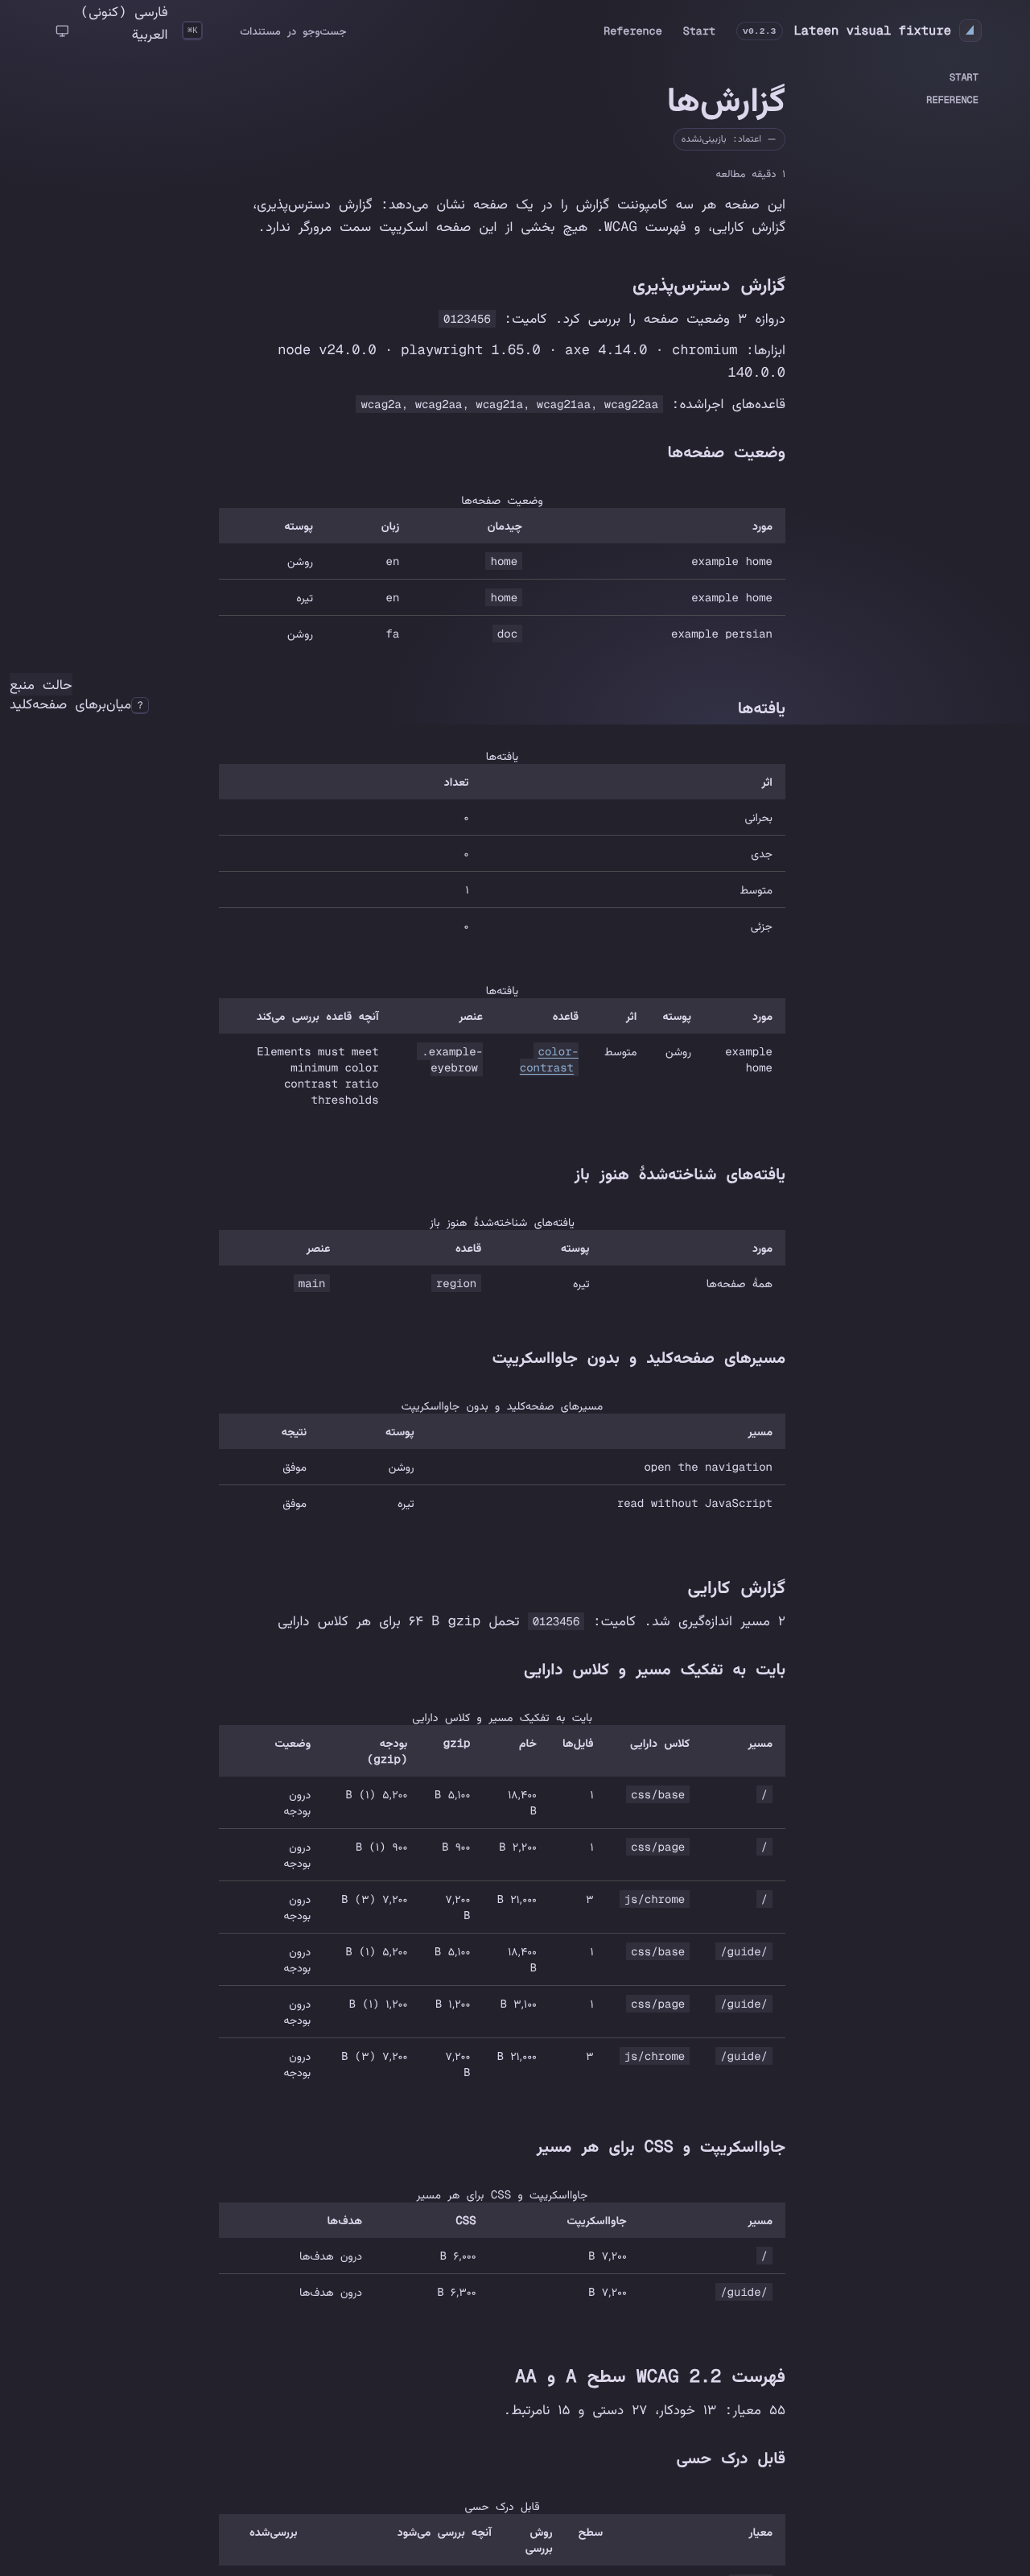 Lateen visual fixture v0.2.3 Start Reference
جست‌وجو در مستندات ⌘K
فارسی (کنونی)
العربية
START
REFERENCE
گزارش‌ها
— اعتماد: بازبینی‌نشده
۱ دقیقه مطالعه
این صفحه هر سه کامپوننت گزارش را در یک صفحه نشان می‌دهد: گزارش دسترس‌پذیری،
گزارش کارایی، و فهرست WCAG. هیچ بخشی از این صفحه اسکریپت سمت مرورگر ندارد.
گزارش دسترس‌پذیری
دروازه ۳ وضعیت صفحه را بررسی کرد. کامیت: 0123456
ابزارها: node v24.0.0 · playwright 1.65.0 · axe 4.14.0 · chromium
140.0.0
قاعده‌های اجراشده: wcag2a, wcag2aa, wcag21a, wcag21aa, wcag22aa
وضعیت صفحه‌ها
وضعیت صفحه‌ها
مورد چیدمان زبان پوسته
example home home en روشن
example home home en تیره
example persian doc fa روشن
حالت منبع
میان‌برهای صفحه‌کلید ?
یافته‌ها
یافته‌ها
اثر تعداد
بحرانی ۰
جدی ۰
متوسط ۱
جزئی ۰
یافته‌ها
مورد پوسته اثر قاعده عنصر آنچه قاعده بررسی می‌کند
example home روشن متوسط color-contrast .example-eyebrow Elements must meet
minimum color
contrast ratio
thresholds
یافته‌های شناخته‌شدهٔ هنوز باز
یافته‌های شناخته‌شدهٔ هنوز باز
مورد پوسته قاعده عنصر
همهٔ صفحه‌ها تیره region main
مسیرهای صفحه‌کلید و بدون جاوااسکریپت
مسیرهای صفحه‌کلید و بدون جاوااسکریپت
مسیر پوسته نتیجه
open the navigation روشن موفق
read without JavaScript تیره موفق
گزارش کارایی
۲ مسیر اندازه‌گیری شد. کامیت: 0123456 تحمل ۶۴ B gzip برای هر کلاس دارایی
بایت به تفکیک مسیر و کلاس دارایی
بایت به تفکیک مسیر و کلاس دارایی
مسیر کلاس دارایی فایل‌ها خام gzip بودجه (gzip) وضعیت
/ css/base ۱ ۱۸٬۴۰۰ B ۵٬۱۰۰ B ۵٬۲۰۰ B (۱) درون بودجه
/ css/page ۱ ۲٬۲۰۰ B ۹۰۰ B ۹۰۰ B (۱) درون بودجه
/ js/chrome ۳ ۲۱٬۰۰۰ B ۷٬۲۰۰ B ۷٬۲۰۰ B (۳) درون بودجه
/guide/ css/base ۱ ۱۸٬۴۰۰ B ۵٬۱۰۰ B ۵٬۲۰۰ B (۱) درون بودجه
/guide/ css/page ۱ ۳٬۱۰۰ B ۱٬۲۰۰ B ۱٬۲۰۰ B (۱) درون بودجه
/guide/ js/chrome ۳ ۲۱٬۰۰۰ B ۷٬۲۰۰ B ۷٬۲۰۰ B (۳) درون بودجه
جاوااسکریپت و CSS برای هر مسیر
جاوااسکریپت و CSS برای هر مسیر
مسیر جاوااسکریپت CSS هدف‌ها
/ ۷٬۲۰۰ B ۶٬۰۰۰ B درون هدف‌ها
/guide/ ۷٬۲۰۰ B ۶٬۳۰۰ B درون هدف‌ها
فهرست WCAG 2.2 سطح A و AA
۵۵ معیار: ۱۳ خودکار، ۲۷ دستی و ۱۵ نامرتبط.
قابل درک حسی
قابل درک حسی
معیار سطح روش بررسی آنچه بررسی می‌شود بررسی‌شده